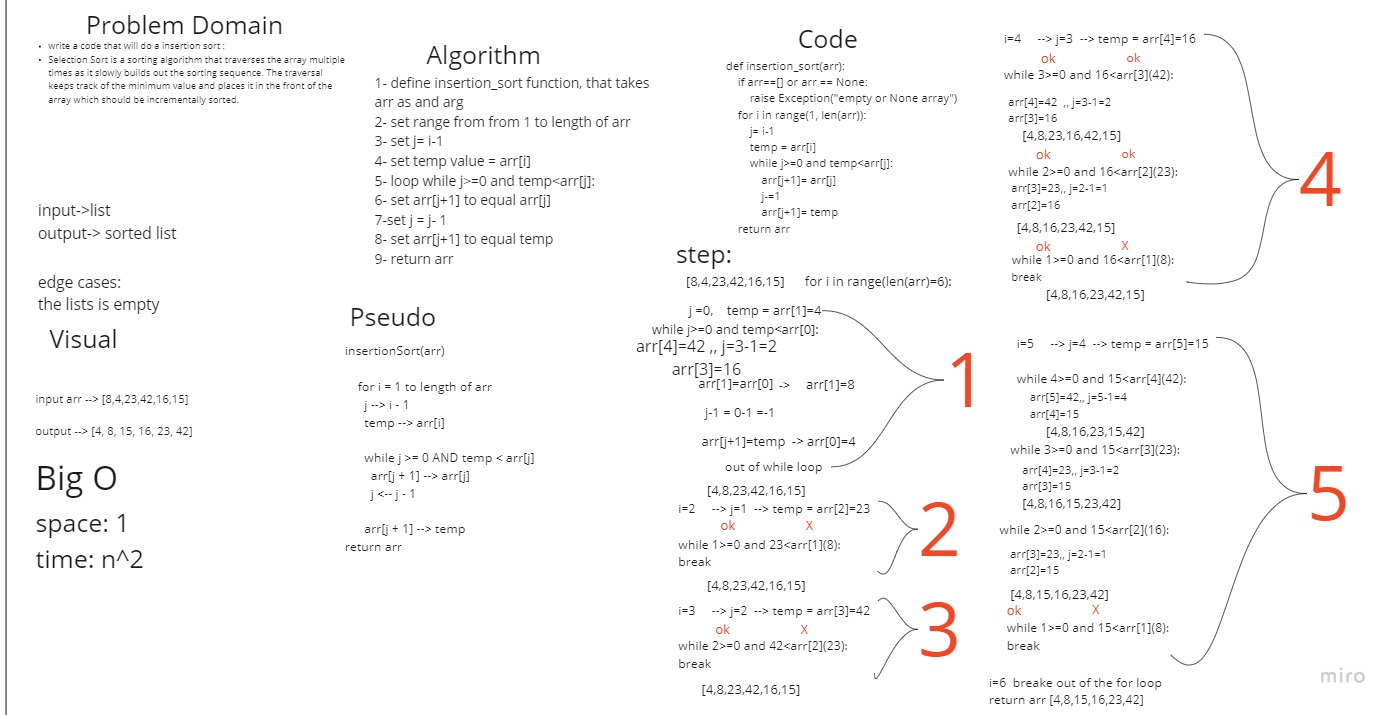 Problem Domain
• write a code that will do a insertion sort :
• Selection Sort is a sorting algorithm that traverses the array multiple
times as it slowly builds out the sorting sequence. The traversal
keeps track of the minimum value and places it in the front of the
array which should be incrementally sorted.
input->list
output-> sorted list
edge cases:
the lists is empty
Visual
input arr --> [8,4,23,42,16,15]
output --> [4, 8, 15, 16, 23, 42]
Big O
space: 1
time: n^2
Algorithm
1- define insertion_sort function, that takes
arr as and arg
2- set range from from 1 to length of arr
3- set j= i-1
4- set temp value = arr[i]
5- loop while j>=0 and temp<arr[j]:
6- set arr[j+1] to equal arr[j]
7-set j = j- 1
8- set arr[j+1] to equal temp
9- return arr
Pseudo
insertionSort(arr)
for i = 1 to length of arr
j --> i - 1
temp --> arr[i]
while j >= 0 AND temp < arr[j]
arr[j + 1] --> arr[j]
j <-- j - 1
arr[j + 1] --> temp
return arr
Code
def insertion_sort(arr):
if arr==[] or arr == None:
raise Exception("empty or None array")
for i in range(1, len(arr)):
j= i-1
temp = arr[i]
while j>=0 and temp<arr[j]:
arr[j+1]= arr[j]
j-=1
arr[j+1]= temp
return arr
step:
[8,4,23,42,16,15] for i in range(len(arr)=6):
j =0, temp = arr[1]=4
while j>=0 and temp<arr[0]:
arr[4]=42 ,, j=3-1=2
arr[3]=16
arr[1]=arr[0] -> arr[1]=8
j-1 = 0-1 =-1
arr[j+1]=temp -> arr[0]=4
out of while loop
1
[4,8,23,42,16,15]
i=2 --> j=1 --> temp = arr[2]=23
ok X
while 1>=0 and 23<arr[1](8):
break
2
[4,8,23,42,16,15]
i=3 --> j=2 --> temp = arr[3]=42
ok X
while 2>=0 and 42<arr[2](23):
break
3
[4,8,23,42,16,15]
i=4 --> j=3 --> temp = arr[4]=16
ok ok
while 3>=0 and 16<arr[3](42):
arr[4]=42 ,, j=3-1=2
arr[3]=16
[4,8,23,16,42,15]
ok ok
while 2>=0 and 16<arr[2](23):
arr[3]=23,, j=2-1=1
arr[2]=16
[4,8,16,23,42,15]
ok X
while 1>=0 and 16<arr[1](8):
break
[4,8,16,23,42,15]
4
i=5 --> j=4 --> temp = arr[5]=15
while 4>=0 and 15<arr[4](42):
arr[5]=42,, j=5-1=4
arr[4]=15
[4,8,16,23,15,42]
while 3>=0 and 15<arr[3](23):
arr[4]=23,, j=3-1=2
arr[3]=15
[4,8,16,15,23,42]
while 2>=0 and 15<arr[2](16):
arr[3]=23,, j=2-1=1
arr[2]=15
[4,8,15,16,23,42]
ok X
while 1>=0 and 15<arr[1](8):
break
5
i=6 breake out of the for loop
return arr [4,8,15,16,23,42]
miro